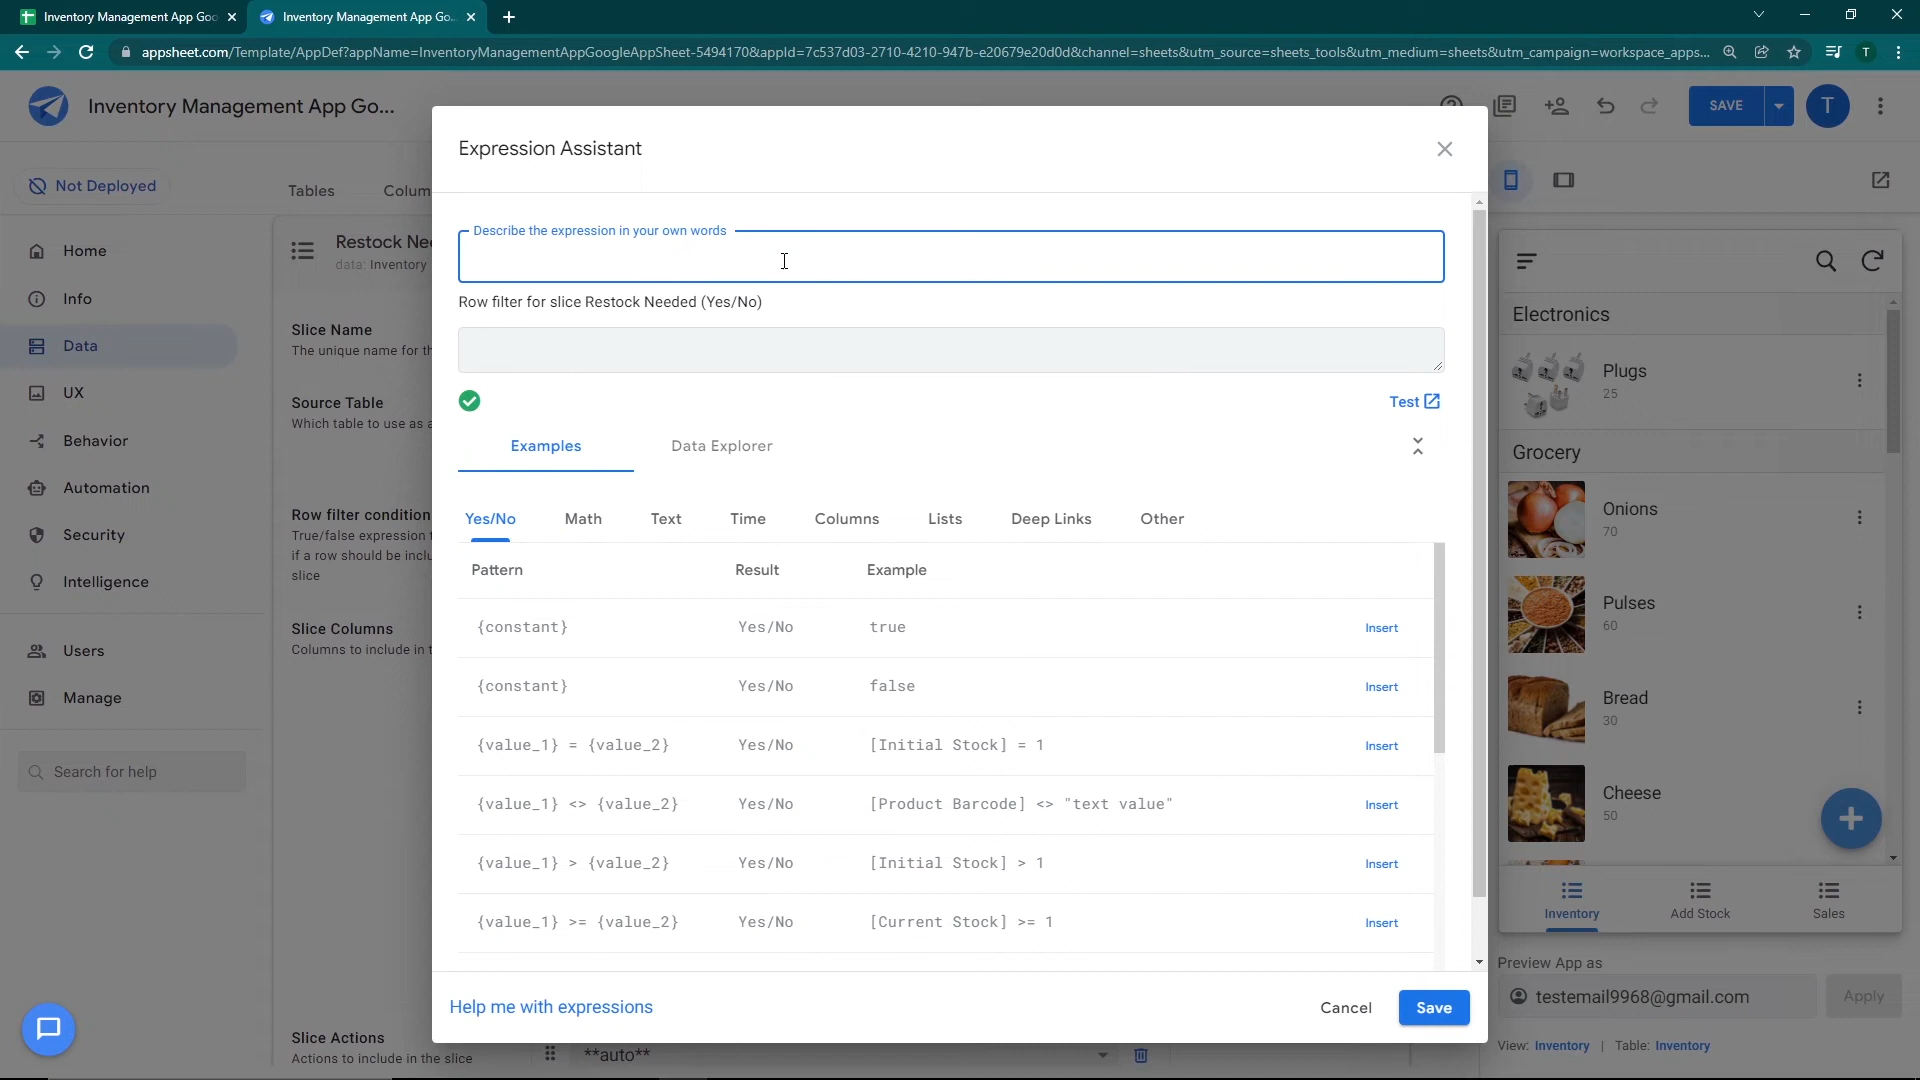 Inventory Management App Goo
Inventory Management App Go...
appsheet.com/Template/AppDef?appName=InventoryManagementAppGoogleAppSheet-5494170&appId=7c537d03-2710-4210-947b-e20679e20d0d&channel=sheets&utm_source=sheets_tools&utm_medium=sheets&utm_campaign=workspace_apps...
T
Inventory Management App Go...
SAVE
T
Not Deployed
Tables
Colum
Home
Info
Data
UX
Behavior
Automation
Security
Intelligence
Users
Manage
Search for help
Restock Nee
data: Inventory
Slice Name
The unique name for th
Source Table
Which table to use as a
Row filter condition
True/false expression t
if a row should be inclu
slice
Slice Columns
Columns to include in t
Slice Actions
Actions to include in the slice
**auto**
Expression Assistant
Describe the expression in your own words
Row filter for slice Restock Needed (Yes/No)
Test
Examples
Data Explorer
Yes/No
Math
Text
Time
Columns
Lists
Deep Links
Other
Pattern Result Example
{constant} Yes/No true Insert
{constant} Yes/No false Insert
{value_1} = {value_2} Yes/No [Initial Stock] = 1 Insert
{value_1} <> {value_2} Yes/No [Product Barcode] <> "text value" Insert
{value_1} > {value_2} Yes/No [Initial Stock] > 1 Insert
{value_1} >= {value_2} Yes/No [Current Stock] >= 1 Insert
Help me with expressions
Cancel
Save
Electronics
Plugs
25
Grocery
Onions
70
Pulses
60
Bread
30
Cheese
50
Inventory
Add Stock
Sales
Preview App as
testemail9968@gmail.com
Apply
View: Inventory | Table: Inventory